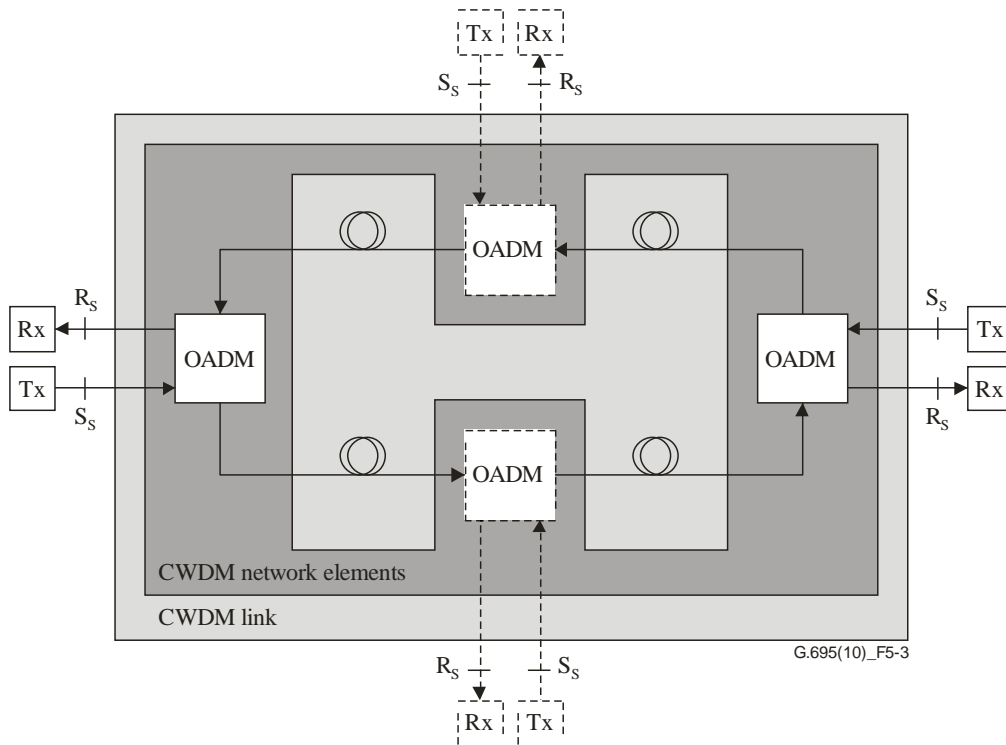 Tx Rx
S_S R_S
OADM
R_S S_S
Rx OADM OADM Tx
Tx Rx
S_S R_S
OADM
CWDM network elements
CWDM link
G.695(10)_F5-3
R_S S_S
Rx Tx